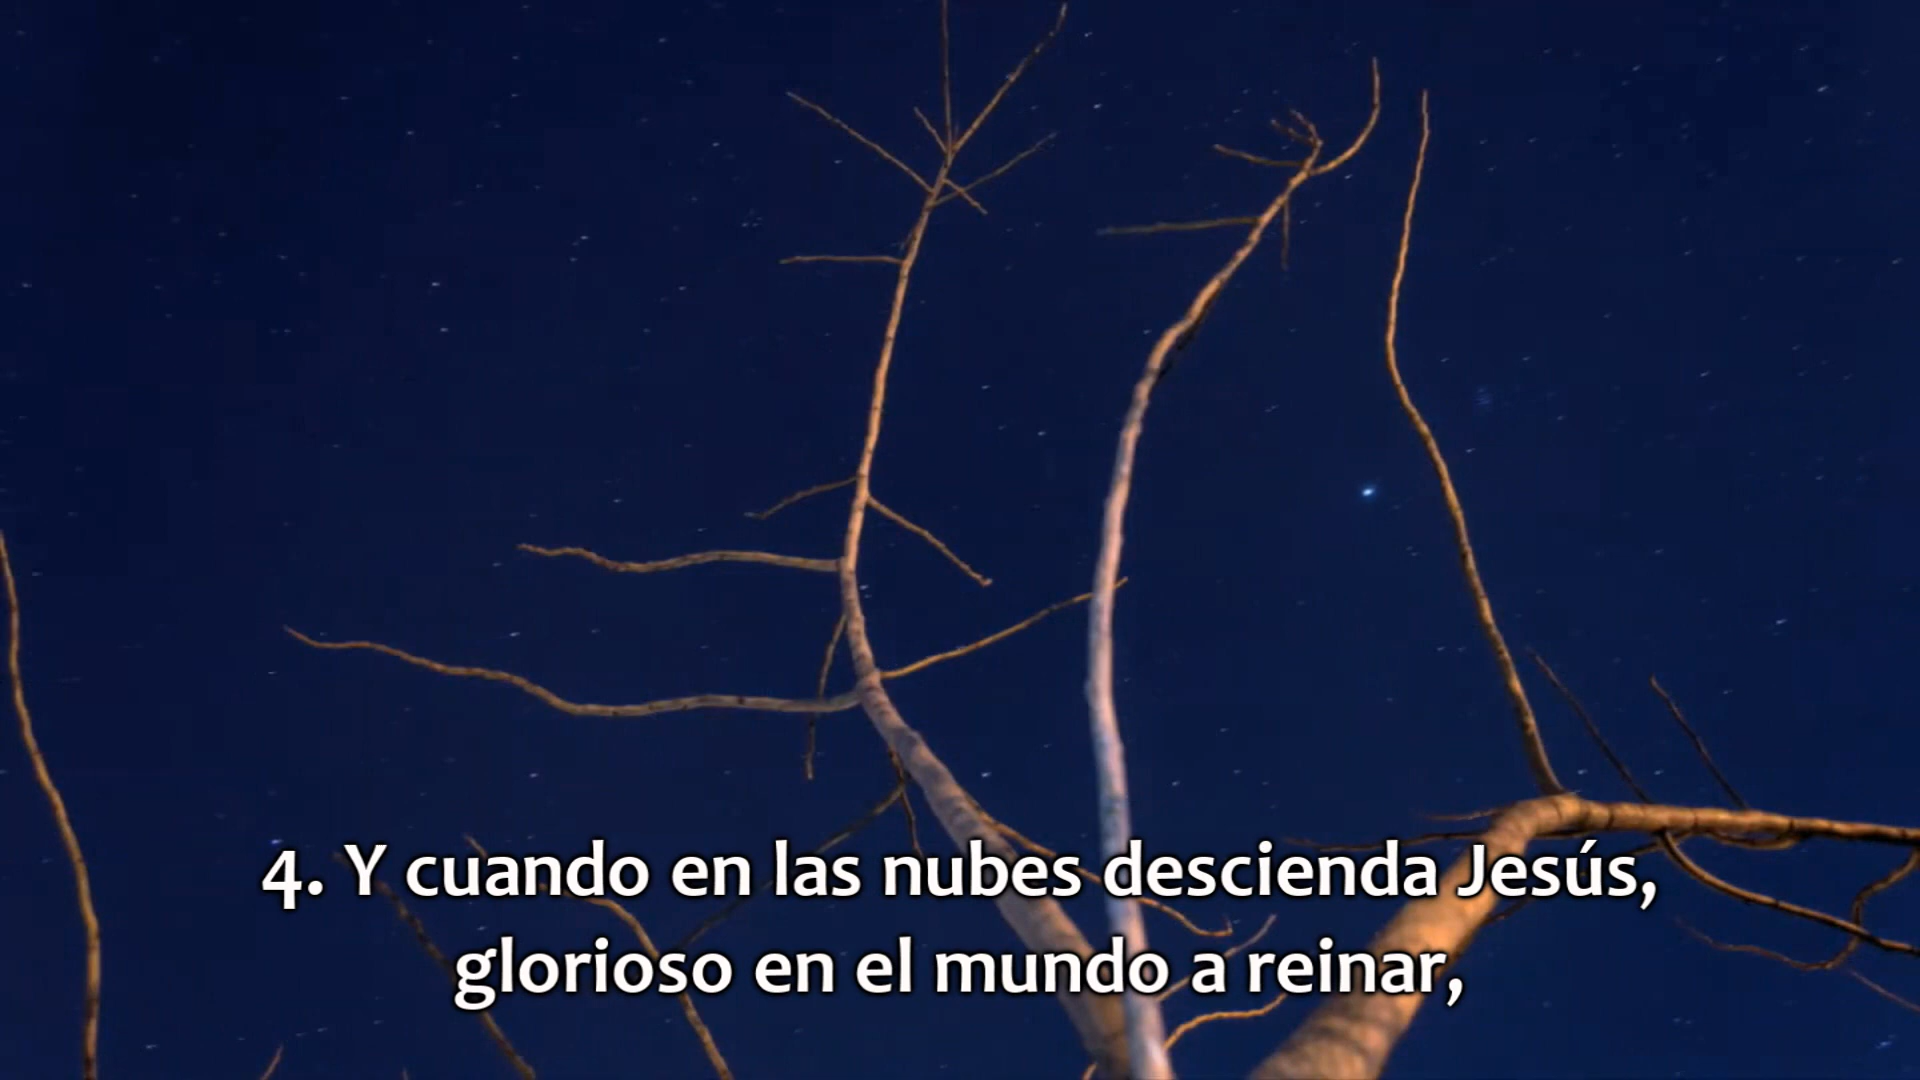 4. Y cuando en las nubes descienda Jesús,
glorioso en el mundo a reinar,